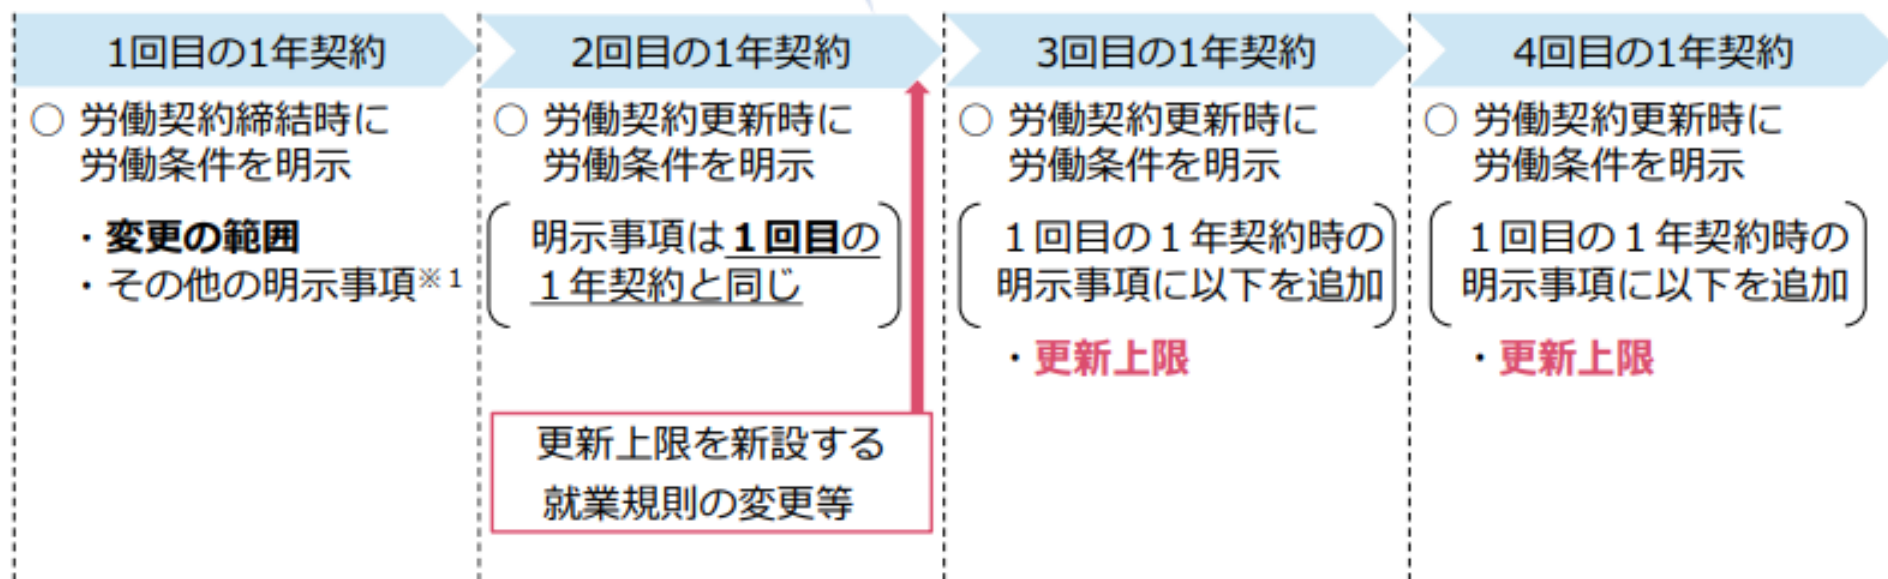 1回目の1年契約
○ 労働契約締結時に
労働条件を明示
・変更の範囲
・その他の明示事項※1
2回目の1年契約
○ 労働契約更新時に
労働条件を明示
明示事項は１回目の
１年契約と同じ
更新上限を新設する
就業規則の変更等
3回目の1年契約
○ 労働契約更新時に
労働条件を明示
１回目の１年契約時の
明示事項に以下を追加
・更新上限
4回目の1年契約
○ 労働契約更新時に
労働条件を明示
１回目の１年契約時の
明示事項に以下を追加
・更新上限